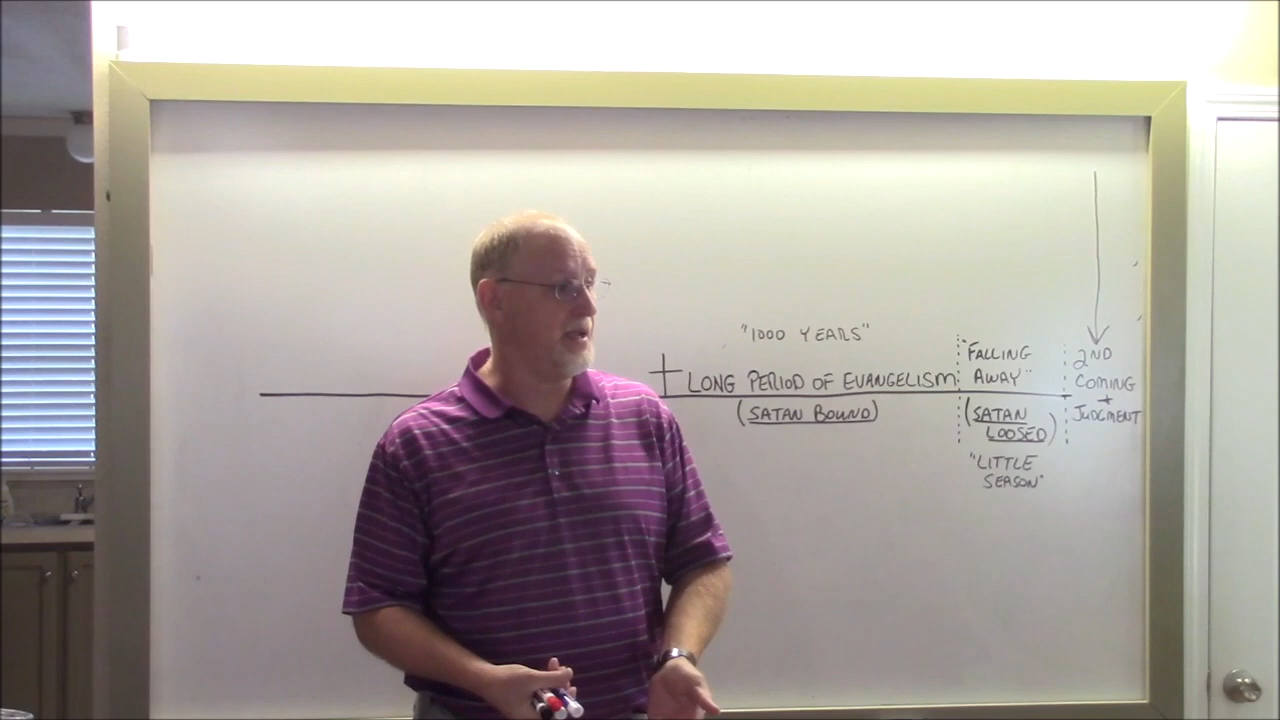 "1000 YEARS"
LONG PERIOD OF EVANGELISM
(SATAN BOUND)
"FALLING
AWAY"
(SATAN
LOOSED)
"LITTLE
SEASON"
2ND
COMING
+
JUDGMENT